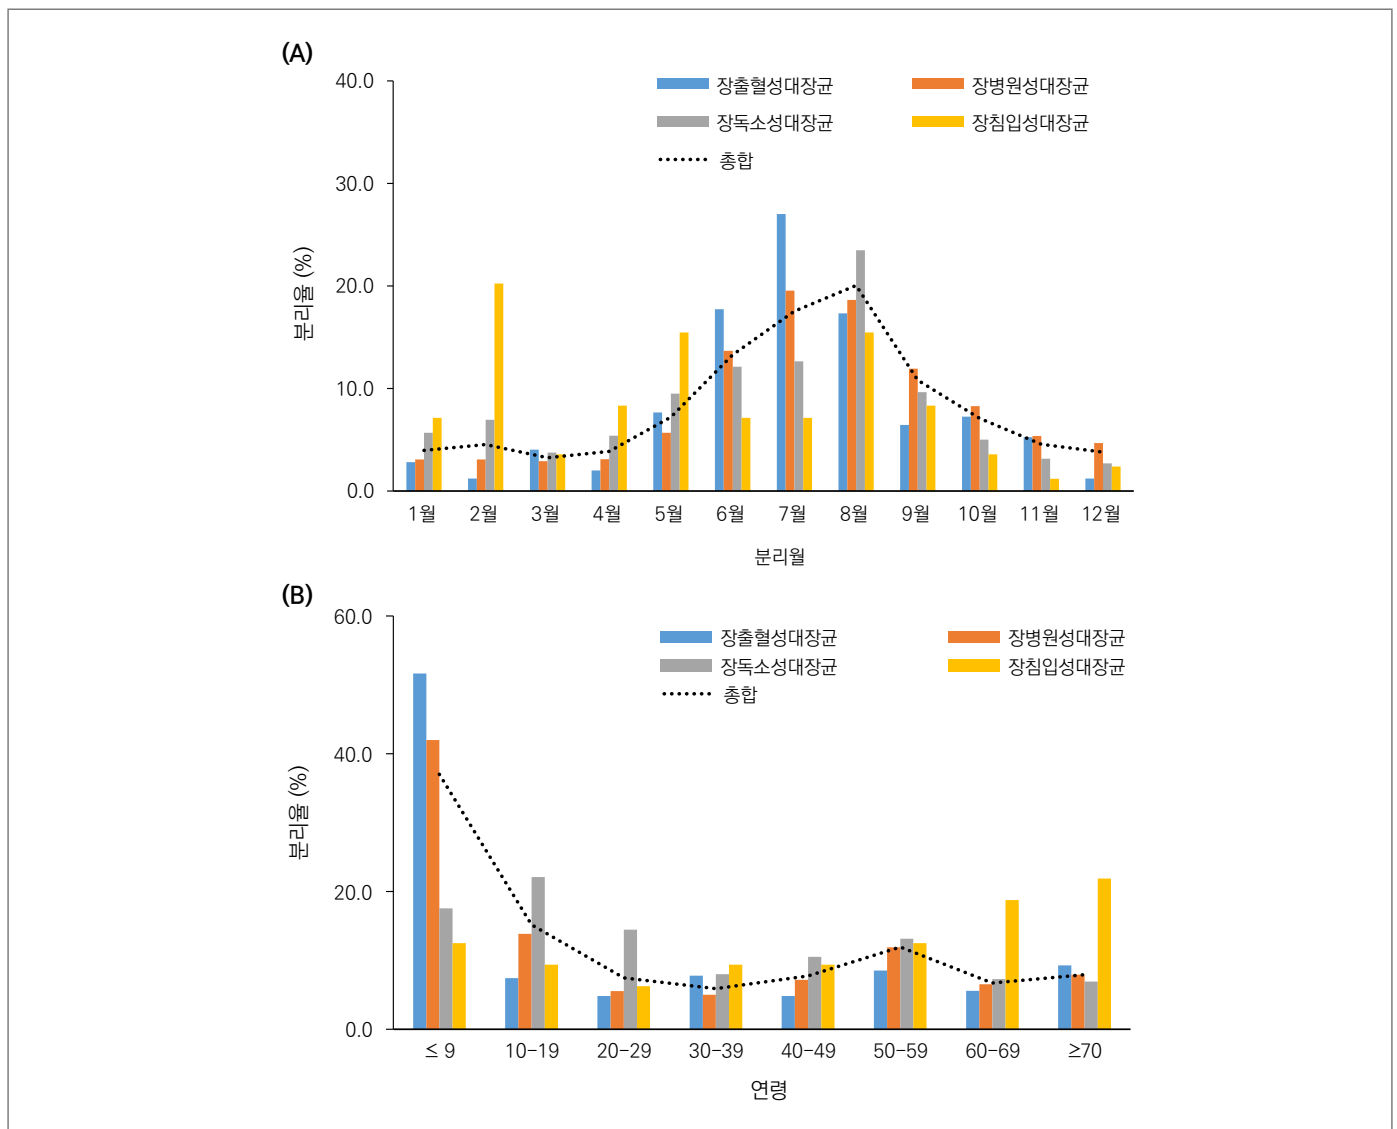 (A)
40.0
30.0
20.0
10.0
0.0
분리율 (%)
장출혈성대장균 장병원성대장균
장독소성대장균 장침입성대장균
총합
1월 2월 3월 4월 5월 6월 7월 8월 9월 10월 11월 12월
분리월
(B)
60.0
40.0
20.0
0.0
분리율 (%)
장출혈성대장균 장병원성대장균
장독소성대장균 장침입성대장균
총합
≤ 9 10–19 20–29 30–39 40–49 50–59 60–69 ≥70
연령